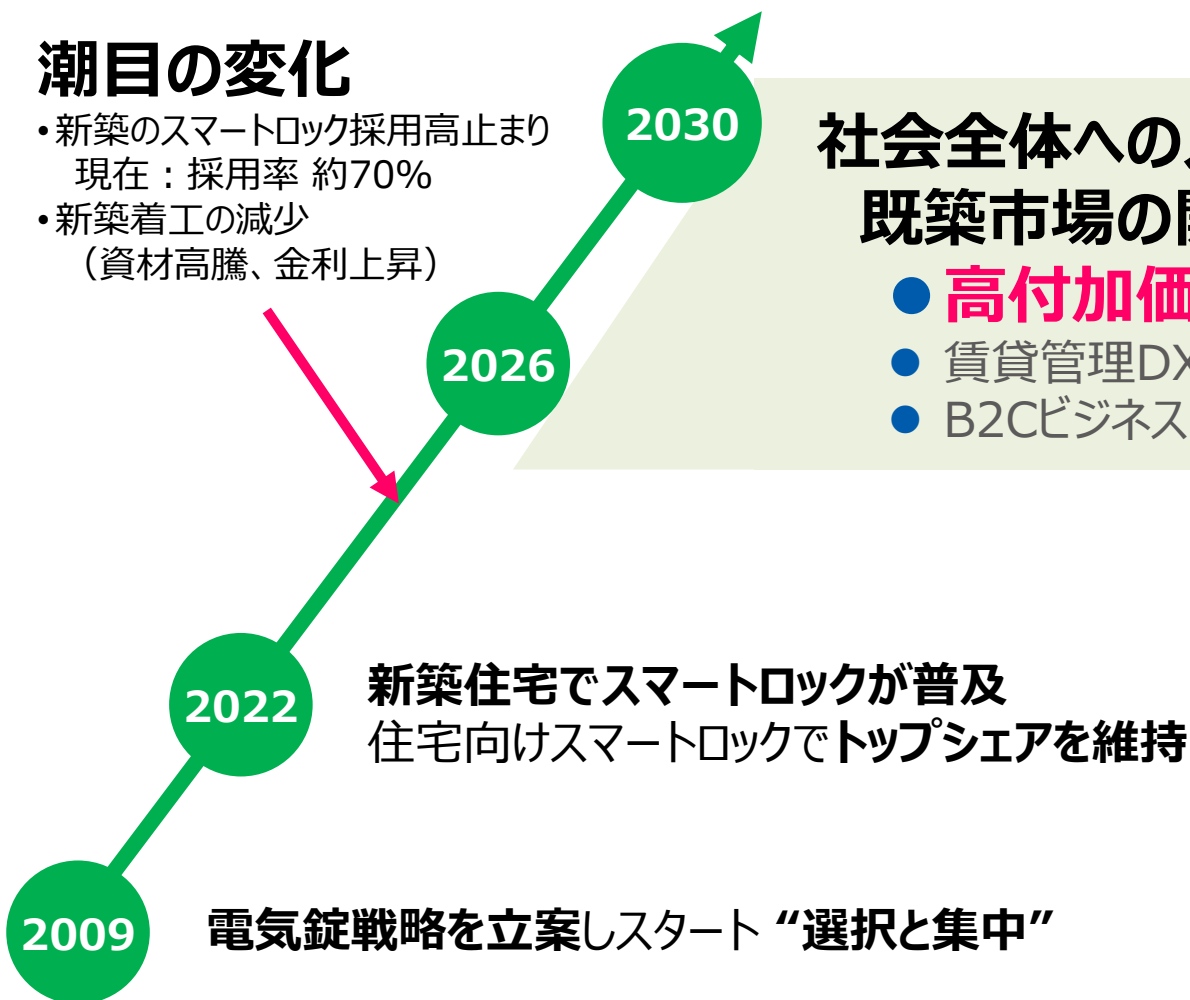 潮目の変化
•新築のスマートロック採用高止まり
現在：採用率 約70%
•新築着工の減少
（資材高騰、金利上昇）
2030
社会全体への
既築市場の
●高付加価
●賃貸管理DX
●B2Cビジネス
2026
2022
新築住宅でスマートロックが普及
住宅向けスマートロックでトップシェアを維持
2009
電気錠戦略を立案しスタート “選択と集中”